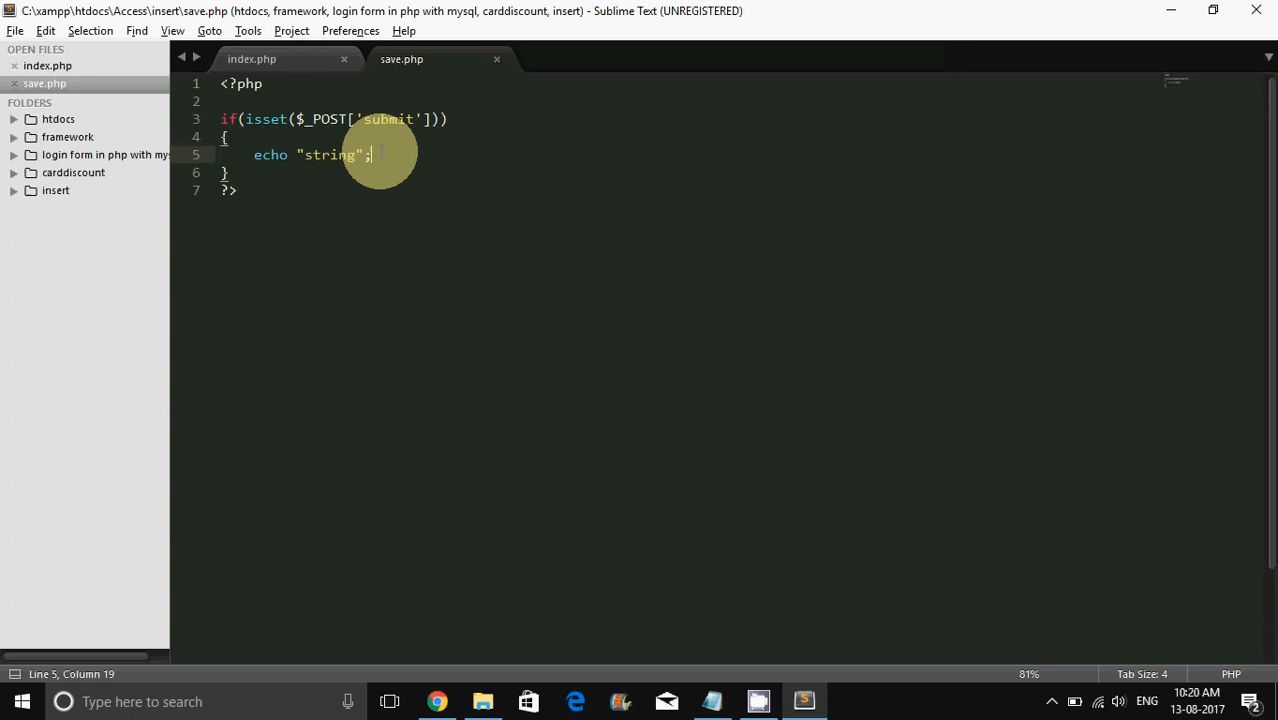 C:\xampp\htdocs\Access\insert\save.php (htdocs, framework, login form in php with mysql, carddiscount, insert) - Sublime Text (UNREGISTERED)
File Edit Selection Find View Goto Tools Project Preferences Help
OPEN FILES
index.php
save.php
FOLDERS
htdocs
framework
login form in php with mys
carddiscount
insert
index.php
save.php
1 <?php
2
3 if(isset($_POST['submit']))
4 {
5 echo "string";
6 }
7 ?>
Line 5, Column 19
81%
Tab Size: 4
PHP
Type here to search
ENG
10:20 AM
13-08-2017
2